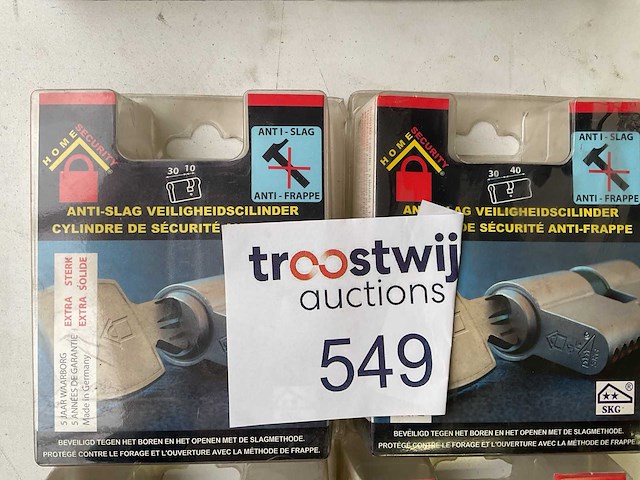 HOME SECURITY
ANTI-SLAG
ANTI-FRAPPE
30 10
ANTI-SLAG VEILIGHEIDSCILINDER
CYLINDRE DE SÉCURITÉ
EXTRA STERK
EXTRA SOLIDE
5 JAAR WAARBORG
5 ANNÉES DE GARANTIE
Made in Germany
BEVEILIGD TEGEN HET BOREN EN HET OPENEN MET DE SLAGMETHODE.
PROTÉGÉ CONTRE LE FORAGE ET L'OUVERTURE AVEC LA MÉTHODE DE FRAPPE.
HOME SECURITY
ANTI-SLAG
ANTI-FRAPPE
30 40
AG VEILIGHEIDSCILINDER
DE SÉCURITÉ ANTI-FRAPPE
SKG
BEVEILIGD TEGEN HET BOREN EN HET OPENEN MET DE SLAGMETHODE.
PROTÉGÉ CONTRE LE FORAGE ET L'OUVERTURE AVEC LA MÉTHODE DE FRAPPE.
troostwij
auctions
549